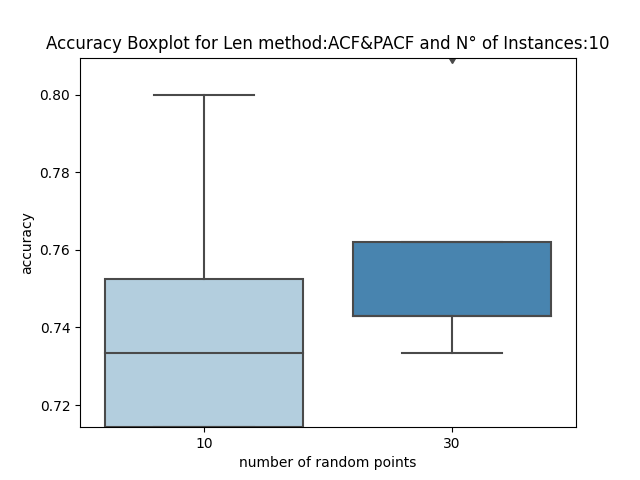 Accuracy Boxplot for Len method:ACF&PACF and N° of Instances:10
0.80
0.78
0.76
0.74
0.72
accuracy
10 30
number of random points